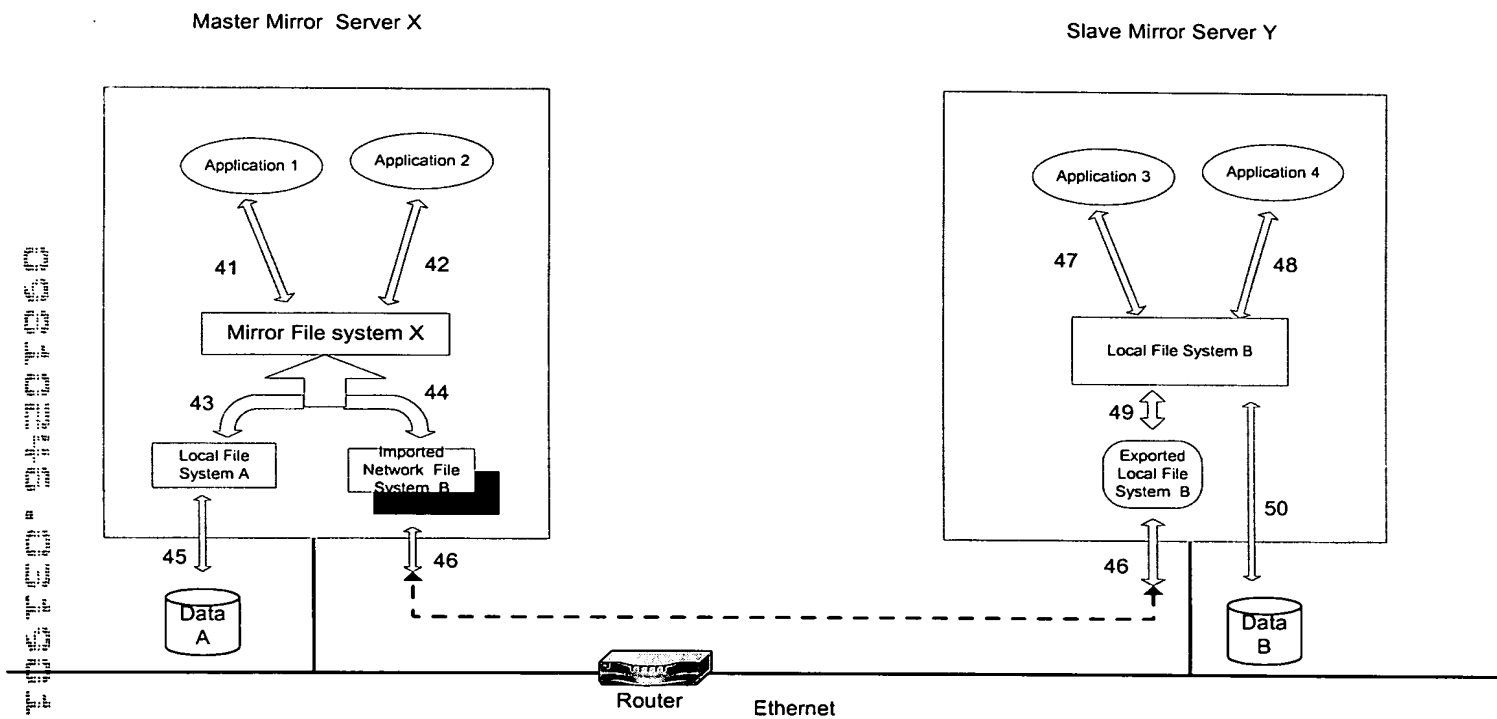 Master Mirror Server X
Slave Mirror Server Y
Application 1
Application 2
Application 3
Application 4
41
42
47
48
Mirror File system X
Local File System B
43
44
49
Local File
System A
Imported
Network File
System B
Exported
Local File
System B
50
45
46
46
Data
A
Data
B
Router
Ethernet